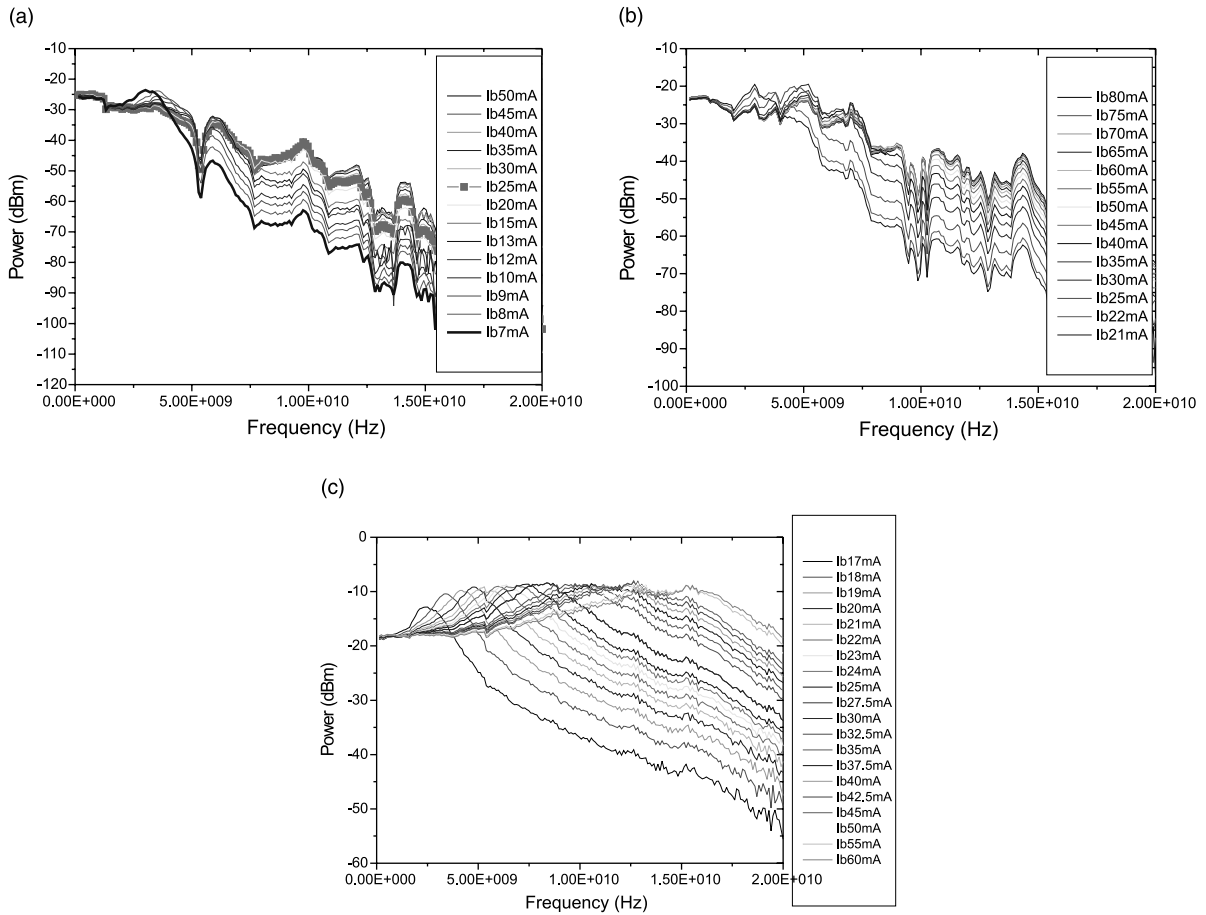 (a)
-10
-20
-30
-40
-50
-60
-70
-80
-90
-100
-110
-120
Power (dBm)
0.00E+000 5.00E+009 1.00E+010 1.50E+010 2.00E+010
Frequency (Hz)
Ib50mA
Ib45mA
Ib40mA
Ib35mA
Ib30mA
Ib25mA
Ib20mA
Ib15mA
Ib13mA
Ib12mA
Ib10mA
Ib9mA
Ib8mA
Ib7mA
(b)
-10
-20
-30
-40
-50
-60
-70
-80
-90
-100
Power (dBm)
0.00E+000 5.00E+009 1.00E+010 1.50E+010 2.00E+010
Frequency (Hz)
Ib80mA
Ib75mA
Ib70mA
Ib65mA
Ib60mA
Ib55mA
Ib50mA
Ib45mA
Ib40mA
Ib35mA
Ib30mA
Ib25mA
Ib22mA
Ib21mA
(c)
0
-10
-20
-30
-40
-50
-60
Power (dBm)
0.00E+000 5.00E+009 1.00E+010 1.50E+010 2.00E+010
Frequency (Hz)
Ib17mA
Ib18mA
Ib19mA
Ib20mA
Ib21mA
Ib22mA
Ib23mA
Ib24mA
Ib25mA
Ib27.5mA
Ib30mA
Ib32.5mA
Ib35mA
Ib37.5mA
Ib40mA
Ib42.5mA
Ib45mA
Ib50mA
Ib55mA
Ib60mA